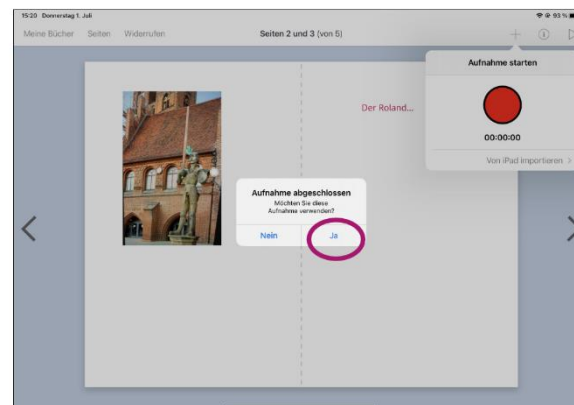 15:20 Donnerstag 1. Juli
93 %
Meine Bücher Seiten Widerrufen Seiten 2 und 3 (von 5)
Aufnahme starten
Der Roland...
00:00:00
Von iPad importieren
Aufnahme abgeschlossen
Möchten Sie diese
Aufnahme verwenden?
Nein Ja